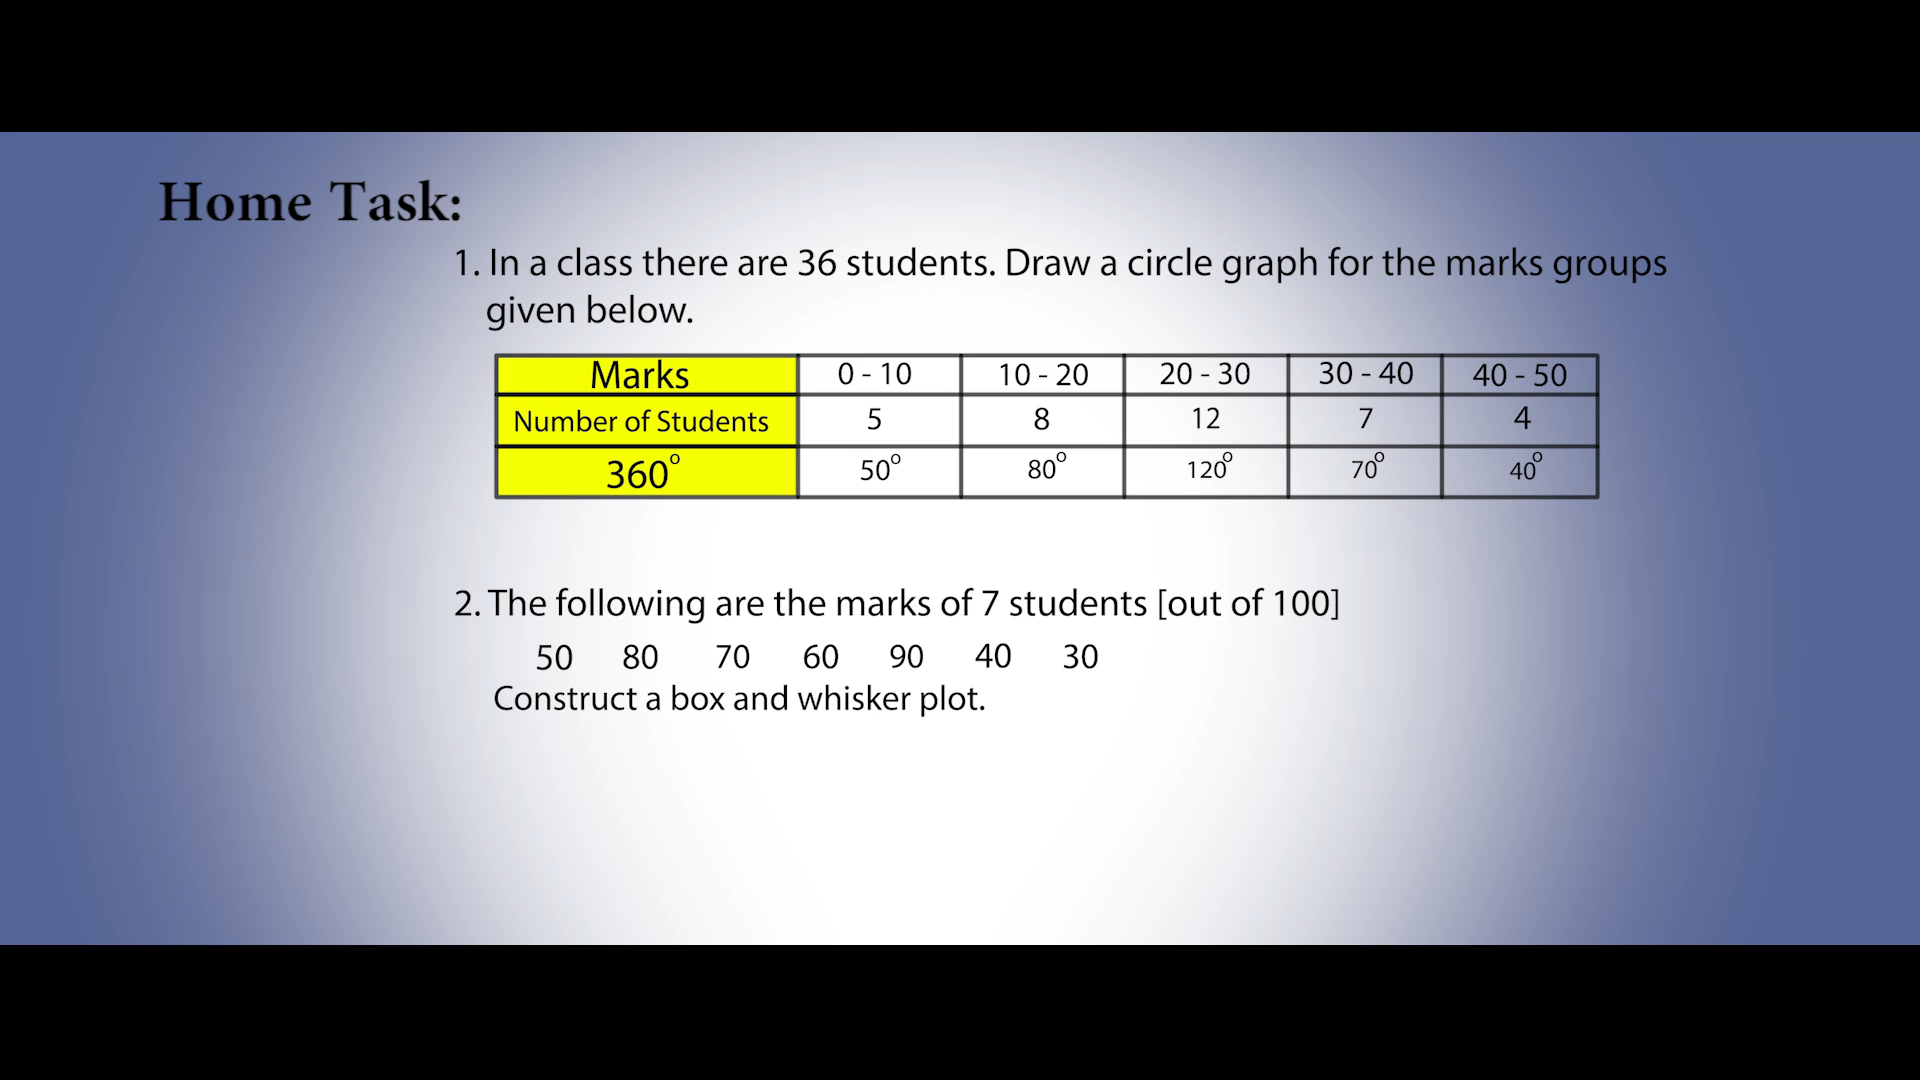 Home Task:
1. In a class there are 36 students. Draw a circle graph for the marks groups
given below.
Marks 0 - 10 10 - 20 20 - 30 30 - 40 40 - 50
Number of Students 5 8 12 7 4
360° 50° 80° 120° 70° 40°
2. The following are the marks of 7 students [out of 100]
50 80 70 60 90 40 30
Construct a box and whisker plot.